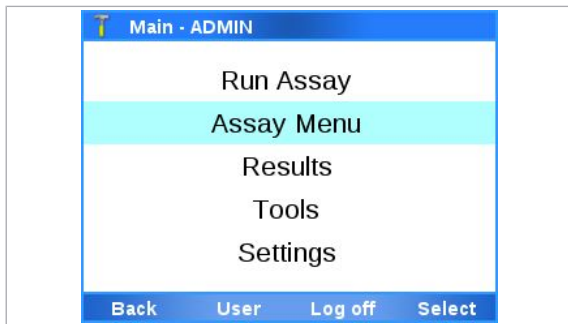 Main - ADMIN
Run Assay
Assay Menu
Results
Tools
Settings
Back User Log off Select